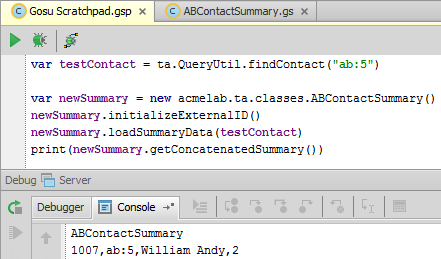 Gosu Scratchpad.gsp ABContactSummary.gs
var testContact = ta.QueryUtil.findContact("ab:5")
var newSummary = new acmelab.ta.classes.ABContactSummary()
newSummary.initializeExternalID()
newSummary.loadSummaryData(testContact)
print(newSummary.getConcatenatedSummary())
Debug Server
Debugger Console
ABContactSummary
1007,ab:5,William Andy,2